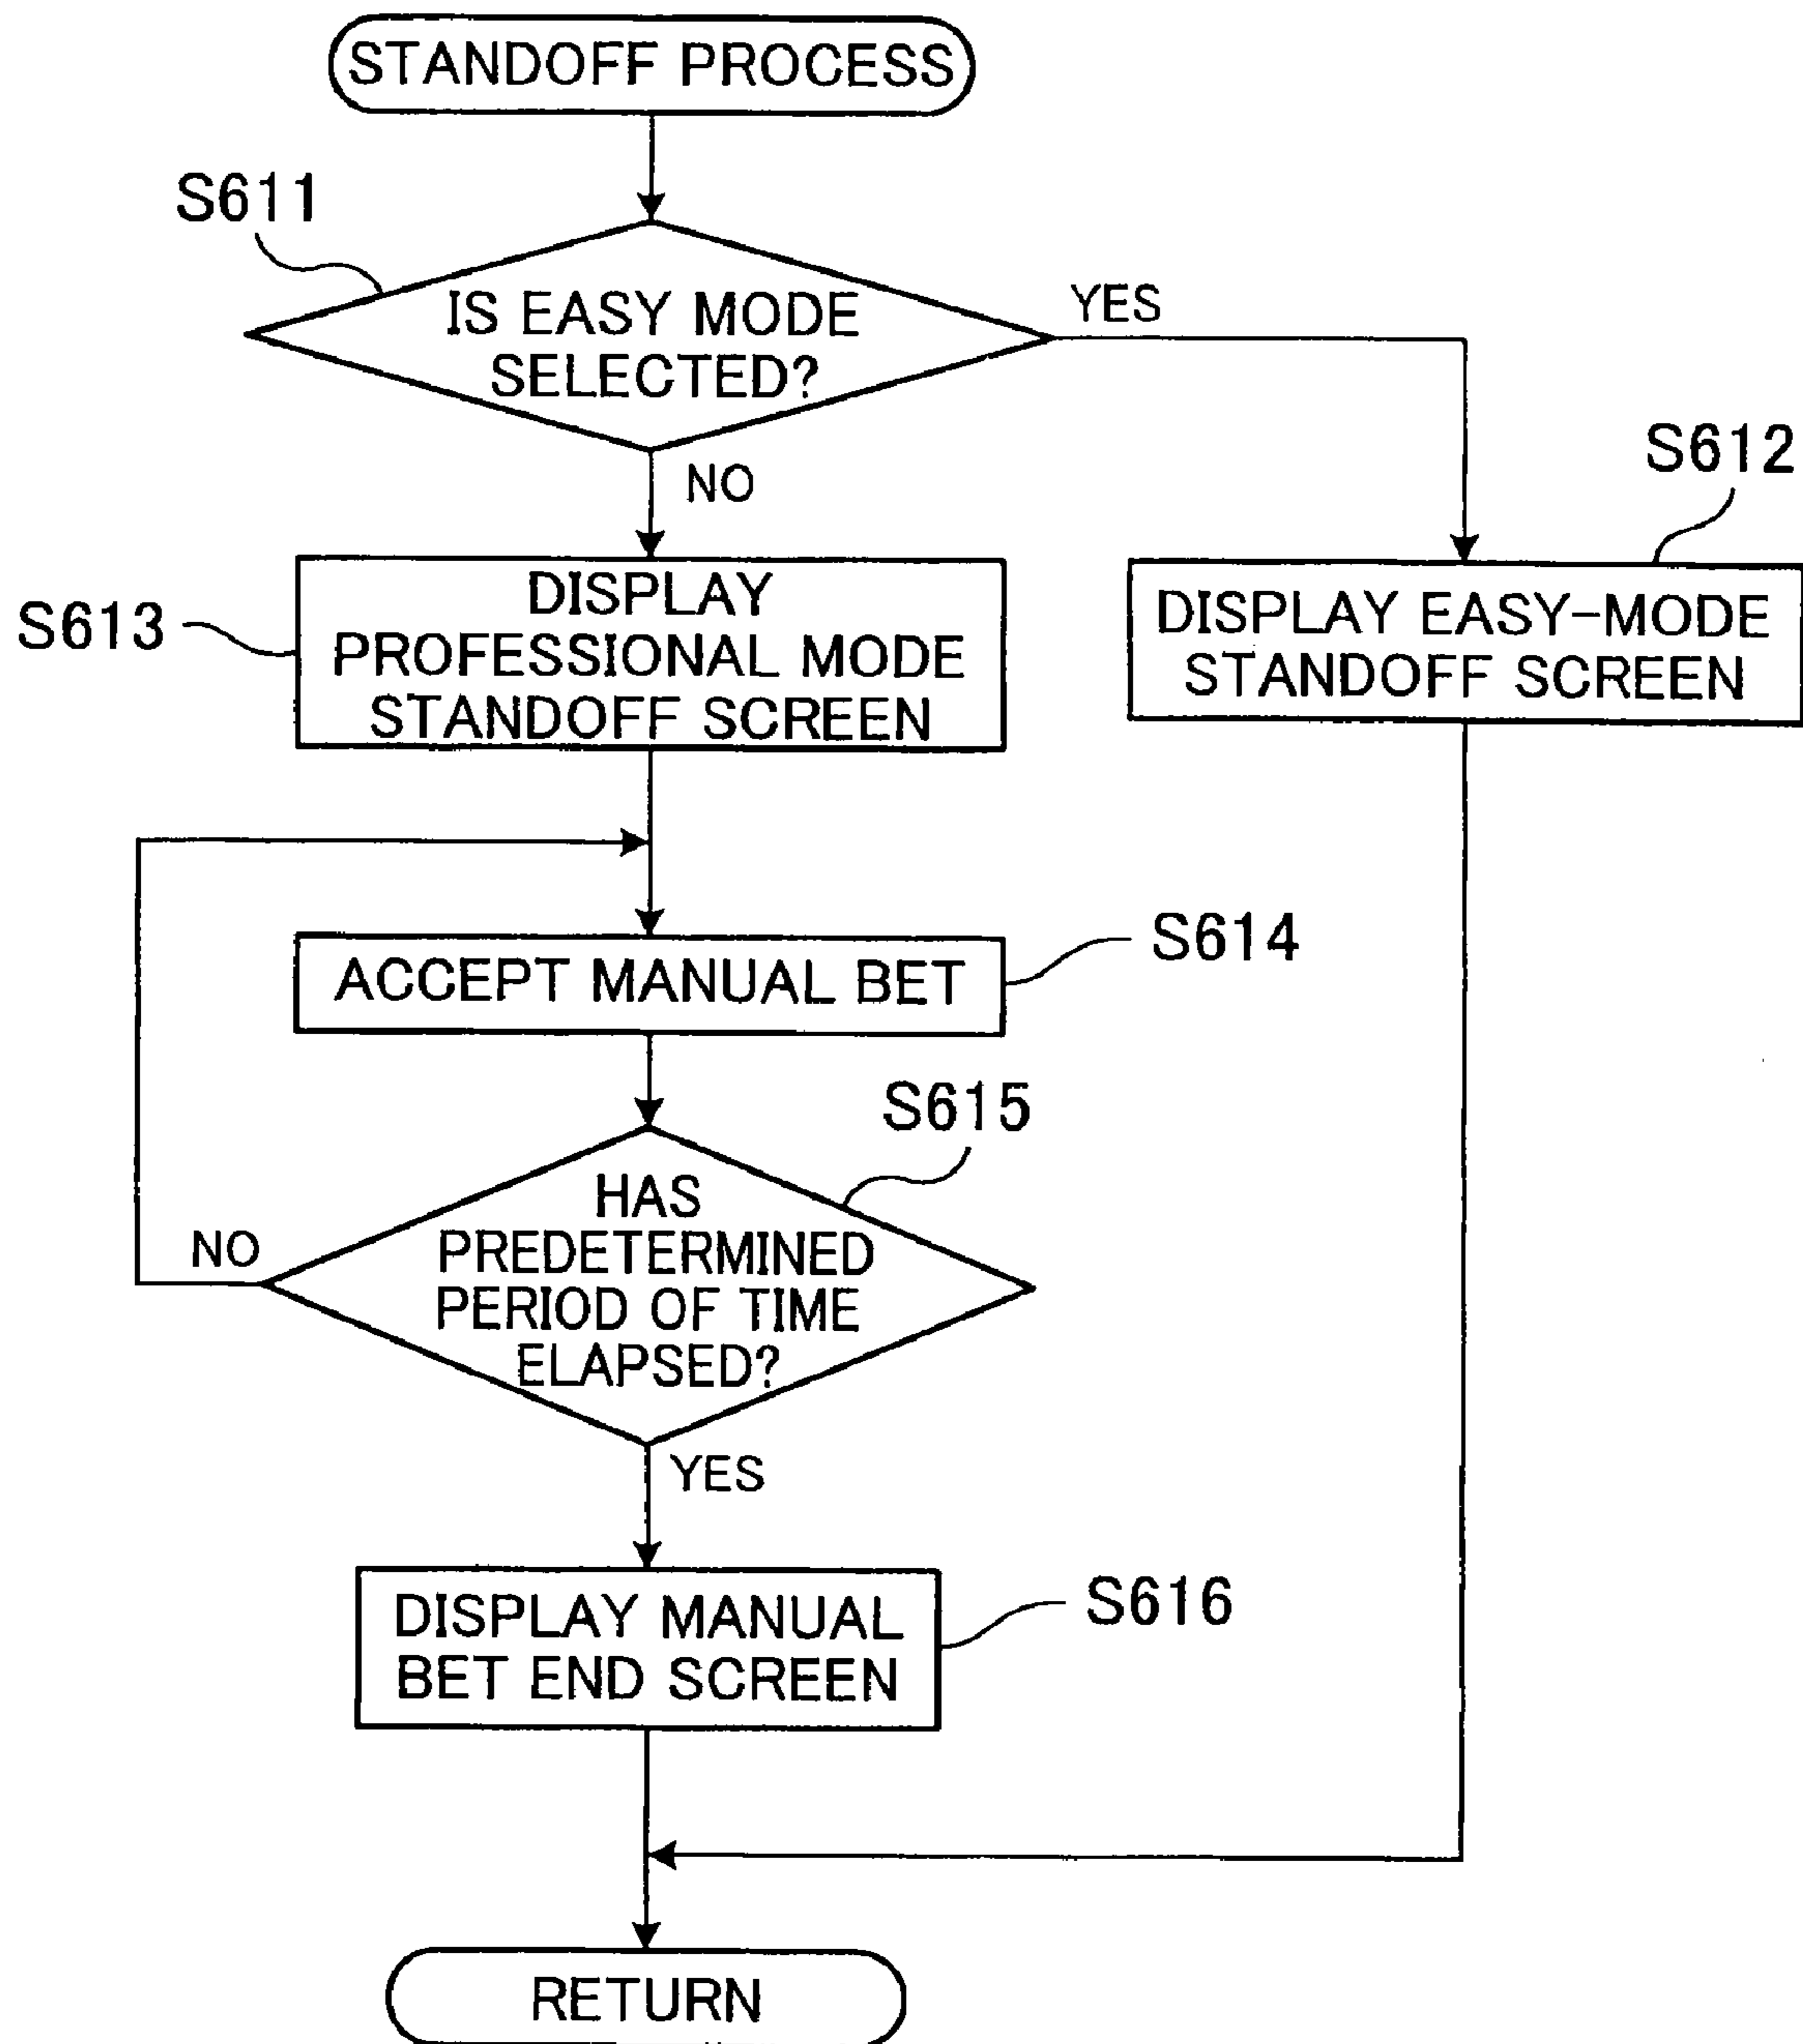 STANDOFF PROCESS
S611
IS EASY MODE
SELECTED?
YES
NO
S612
DISPLAY EASY-MODE
STANDOFF SCREEN
S613
DISPLAY
PROFESSIONAL MODE
STANDOFF SCREEN
ACCEPT MANUAL BET
S614
S615
HAS
PREDETERMINED
PERIOD OF TIME
ELAPSED?
NO
YES
DISPLAY MANUAL
BET END SCREEN
S616
RETURN